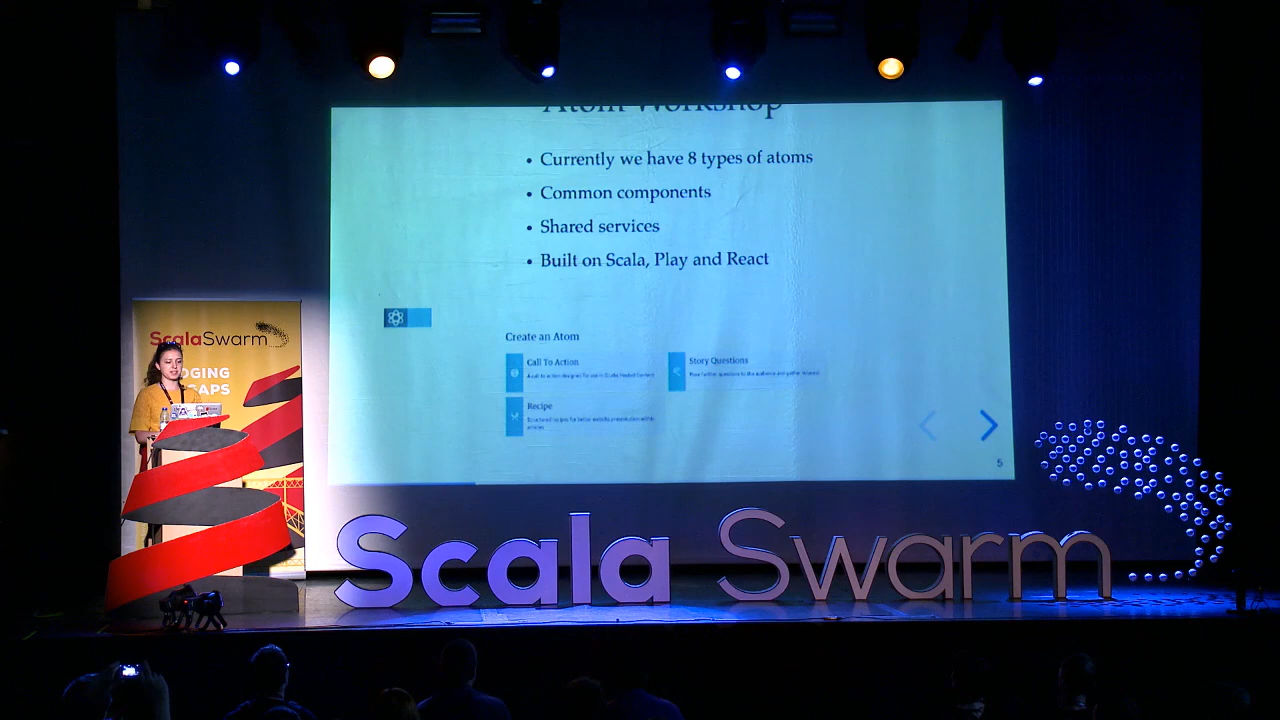 Atom Workshop
• Currently we have 8 types of atoms
• Common components
• Shared services
• Built on Scala, Play and React
Create an Atom
Call To Action
Story Questions
Recipe
5
ScalaSwarm
GAPS
Scala Swarm